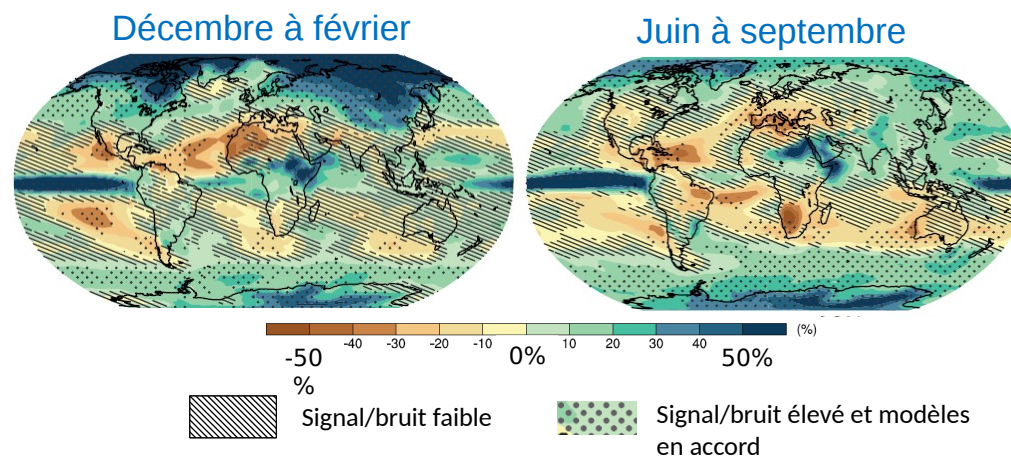 Décembre à février
Juin à septembre
-40 -30 -20 -10 10 20 30 40 (%)
-50
%
0%
50%
Signal/bruit faible
Signal/bruit élevé et modèles
en accord